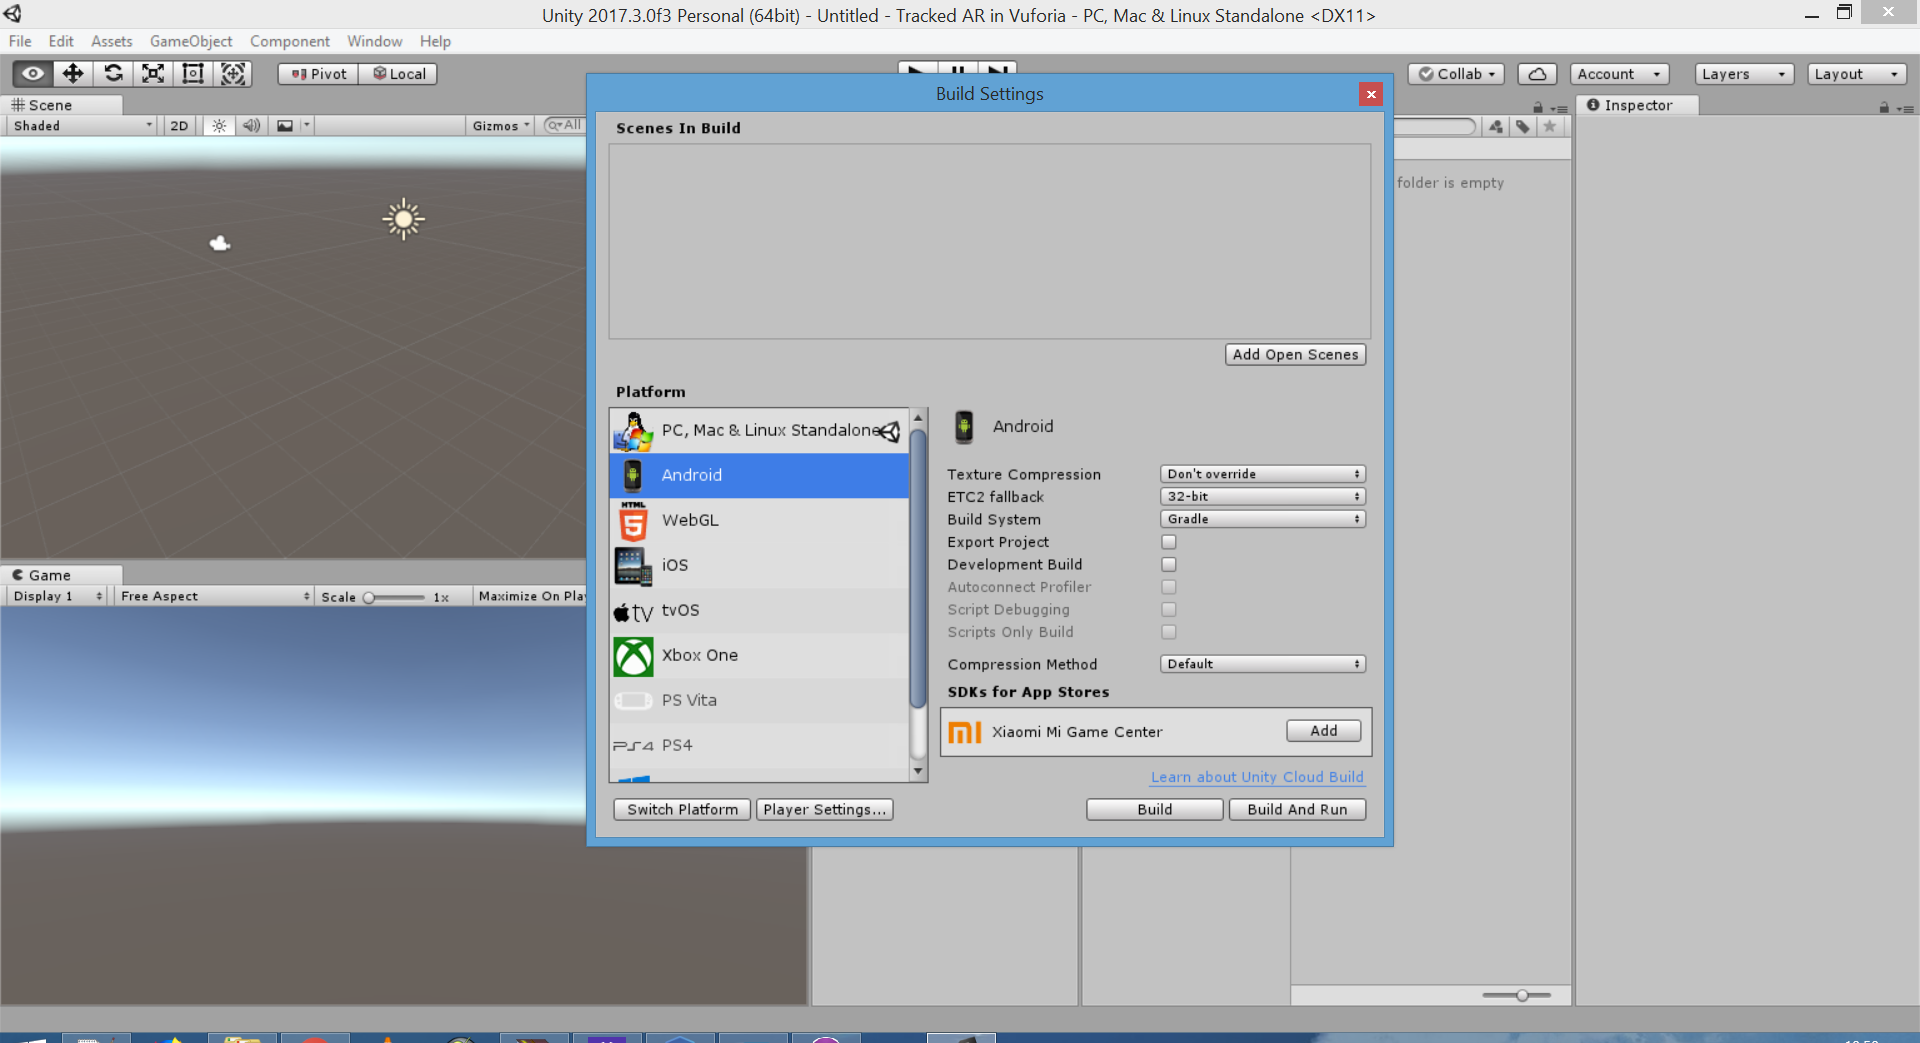 Unity 2017.3.0f3 Personal (64bit) - Untitled - Tracked AR in Vuforia - PC, Mac & Linux Standalone <DX11>
File Edit Assets GameObject Component Window Help
Pivot Local Collab Account Layers Layout
Scene
Shaded 2D Gizmos All
Build Settings
Inspector
folder is empty
Scenes In Build
Add Open Scenes
Platform
PC, Mac & Linux Standalone
Android
HTML
5
WebGL
iOS
tv tvOS
Xbox One
PS Vita
PS4 PS4
Android
Texture Compression Don't override
ETC2 fallback 32-bit
Build System Gradle
Export Project
Development Build
Autoconnect Profiler
Script Debugging
Scripts Only Build
Compression Method Default
SDKs for App Stores
MI Xiaomi Mi Game Center Add
Learn about Unity Cloud Build
Switch Platform Player Settings... Build Build And Run
Game
Display 1 Free Aspect Scale 1x Maximize On Play